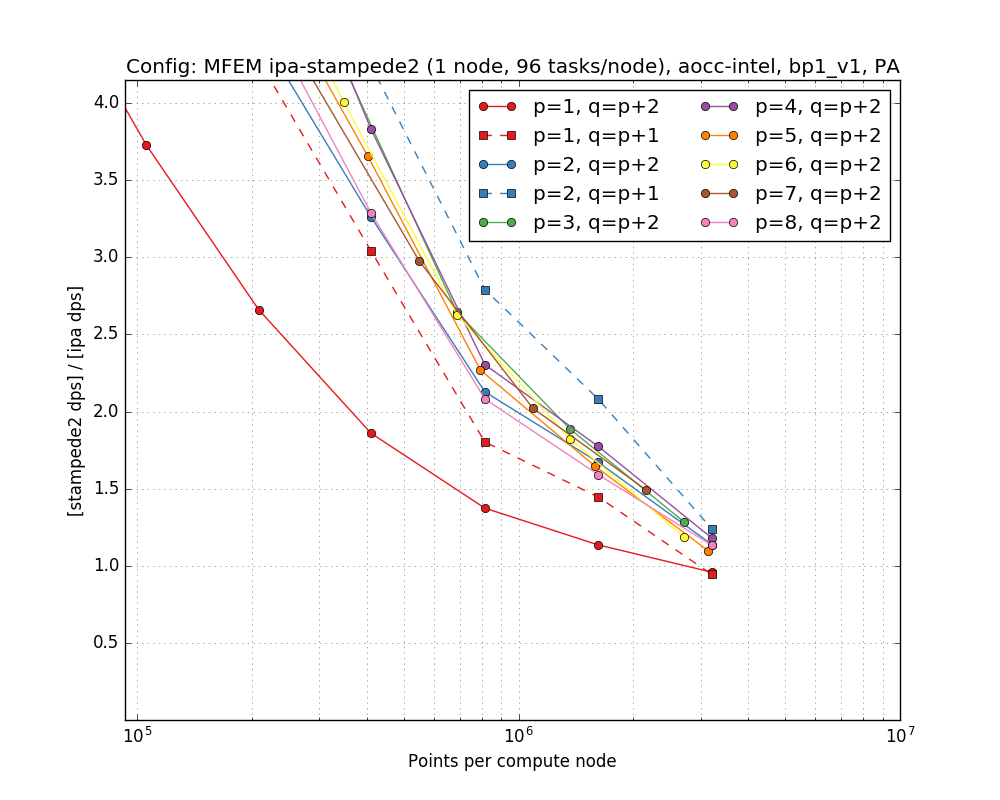 Config: MFEM ipa-stampede2 (1 node, 96 tasks/node), aocc-intel, bp1_v1, PA
4.0
3.5
3.0
2.5
2.0
1.5
1.0
0.5
[stampede2 dps] / [ipa dps]
p=1, q=p+2
p=1, q=p+1
p=2, q=p+2
p=2, q=p+1
p=3, q=p+2
p=4, q=p+2
p=5, q=p+2
p=6, q=p+2
p=7, q=p+2
p=8, q=p+2
10⁵ 10⁶ 10⁷
Points per compute node